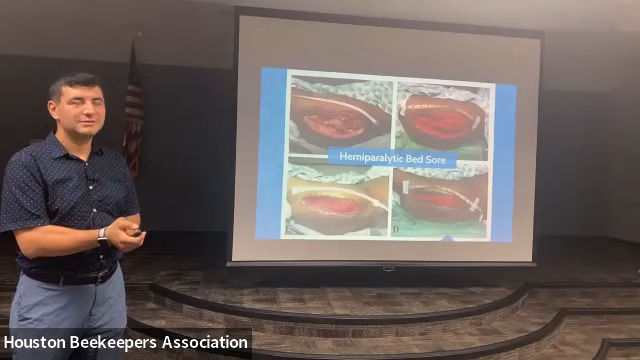 Hemiparalytic Bed Sore
D
Houston Beekeepers Association